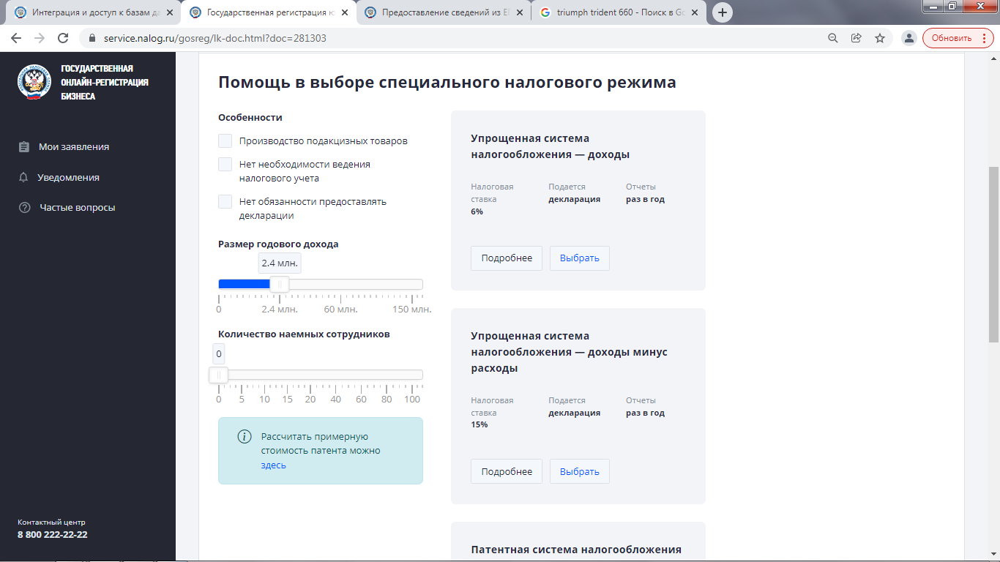 Интеграция и доступ к базам да
Государственная регистрация ю
Предоставление сведений из ЕГ
triumph trident 660 - Поиск в Go
service.nalog.ru/gosreg/lk-doc.html?doc=281303
Обновить
ГОСУДАРСТВЕННАЯ
ОНЛАЙН-РЕГИСТРАЦИЯ
БИЗНЕСА
Мои заявления
Уведомления
Частые вопросы
Контактный центр
8 800 222-22-22
Помощь в выборе специального налогового режима
Особенности
Производство подакцизных товаров
Нет необходимости ведения
налогового учета
Нет обязанности предоставлять
декларации
Размер годового дохода
2.4 млн.
0 2.4 млн. 60 млн. 150 млн.
Количество наемных сотрудников
0
0 5 10 15 20 40 60 80 100
Рассчитать примерную
стоимость патента можно
здесь
Упрощенная система
налогообложения — доходы
Налоговая Подается Отчеты
ставка декларация раз в год
6%
Подробнее Выбрать
Упрощенная система
налогообложения — доходы минус
расходы
Налоговая Подается Отчеты
ставка декларация раз в год
15%
Подробнее Выбрать
Патентная система налогообложения